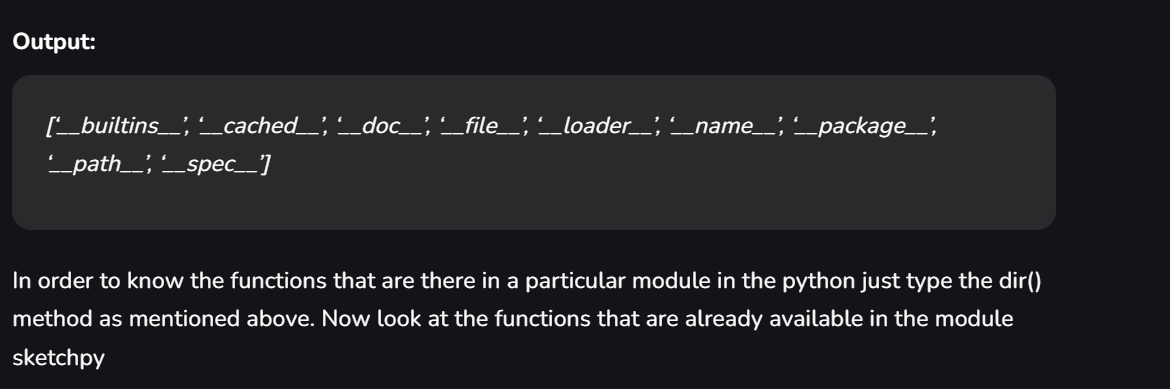 Output:
[‘__builtins__’, ‘__cached__’, ‘__doc__’, ‘__file__’, ‘__loader__’, ‘__name__’, ‘__package__’,
‘__path__’, ‘__spec__’]
In order to know the functions that are there in a particular module in the python just type the dir()
method as mentioned above. Now look at the functions that are already available in the module
sketchpy